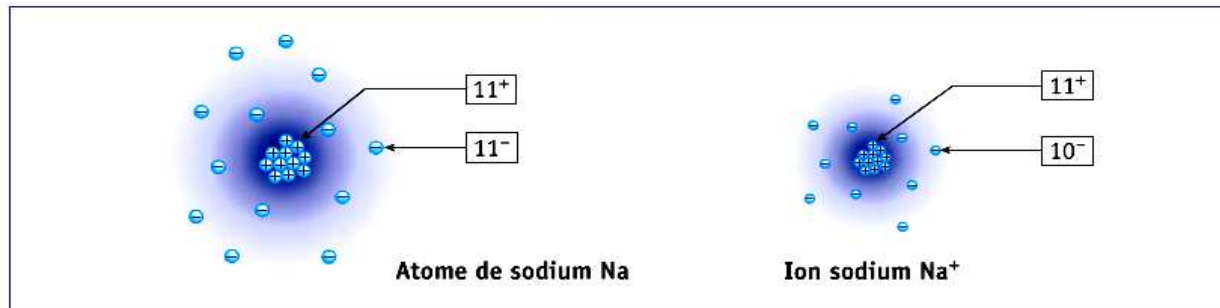 11⁺
11⁻
Atome de sodium Na
11⁺
10⁻
Ion sodium Na⁺